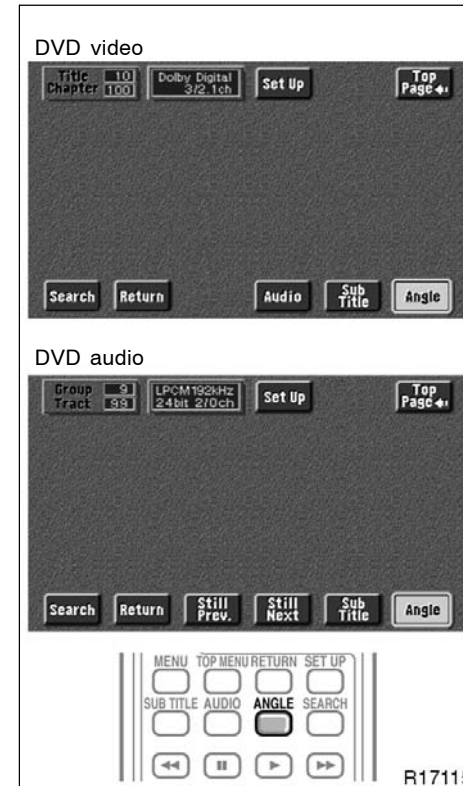 DVD video
Title 10
Chapter 100
Dolby Digital
3/2.1ch
Set Up
Top
Page
Search
Return
Audio
Sub
Title
Angle
DVD audio
Group 9
Track 99
LPCM192kHz
24bit 2/0ch
Set Up
Top
Page
Search
Return
Still
Prev.
Still
Next
Sub
Title
Angle
MENU TOP MENU RETURN SET UP
SUB TITLE AUDIO ANGLE SEARCH
R17115